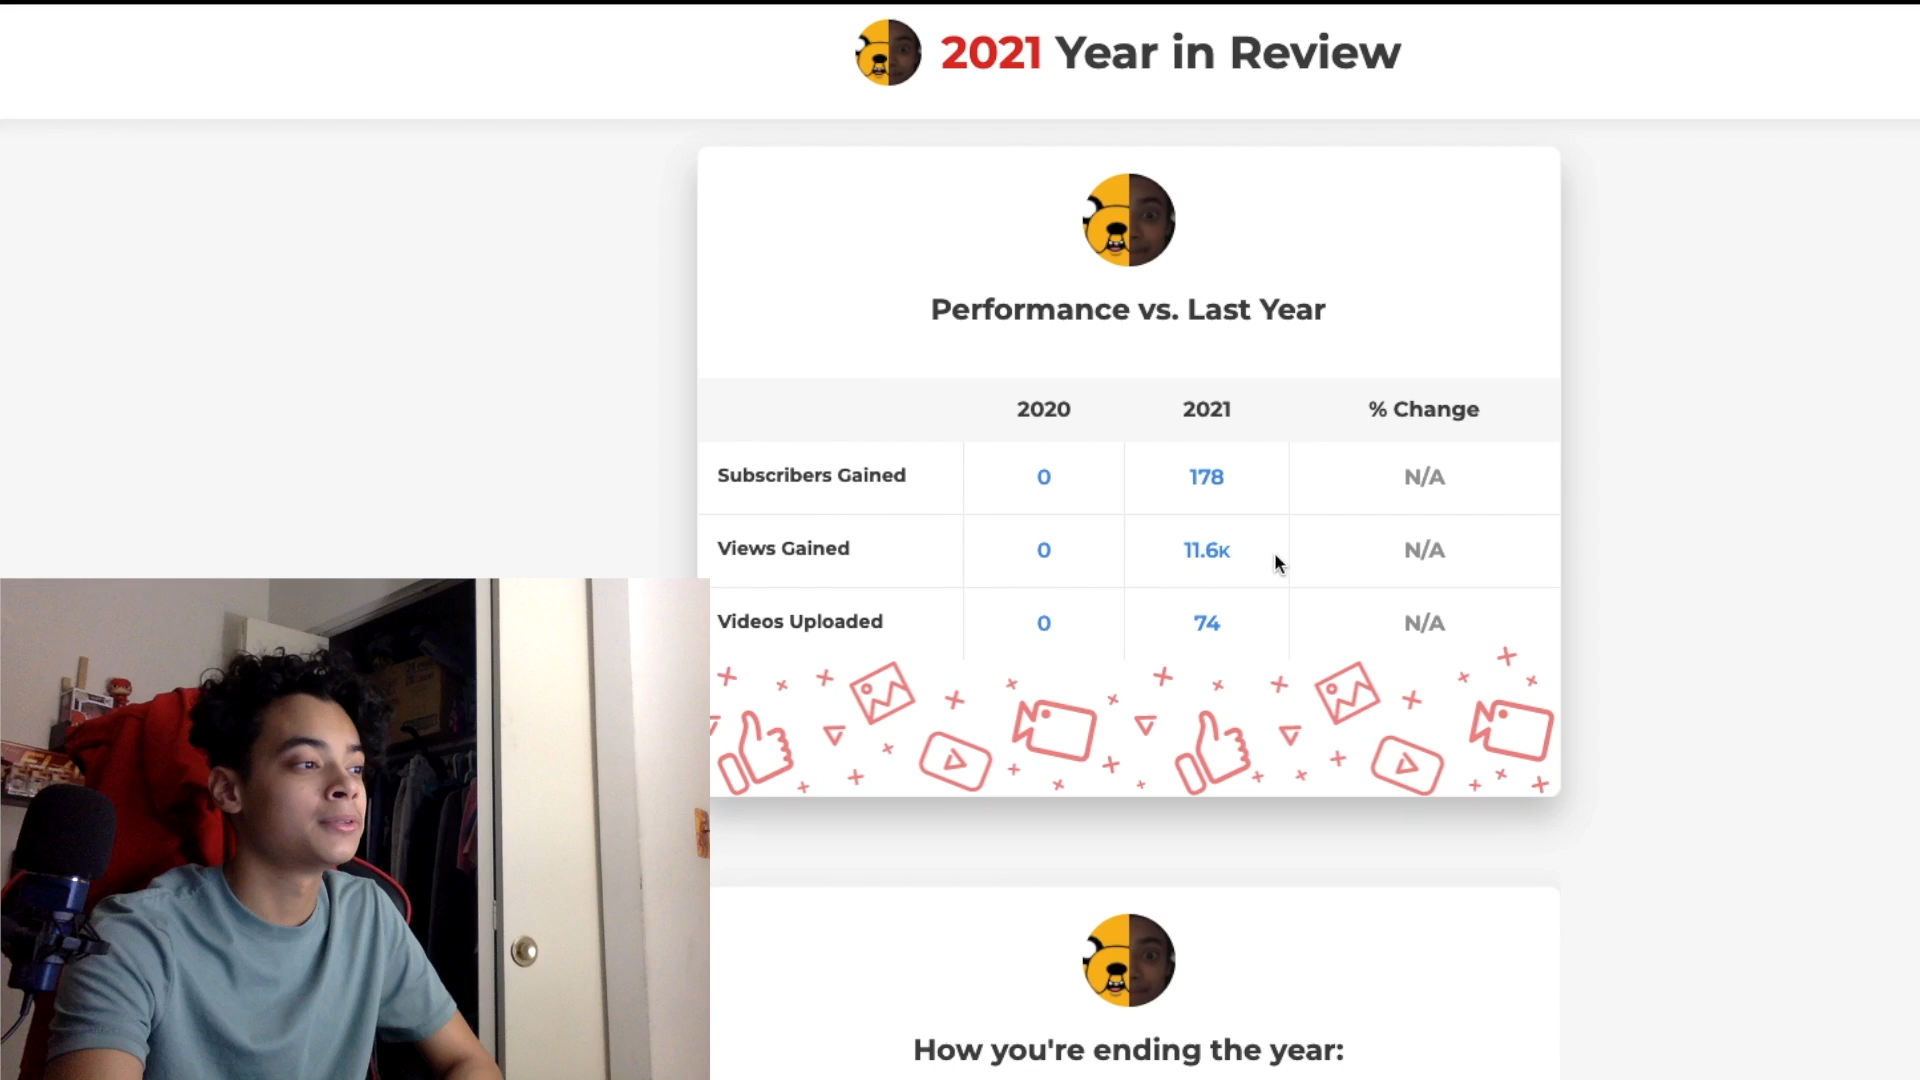 2021 Year in Review
Performance vs. Last Year
2020 2021 % Change
Subscribers Gained 0 178 N/A
Views Gained 0 11.6K N/A
Videos Uploaded 0 74 N/A
How you're ending the year: